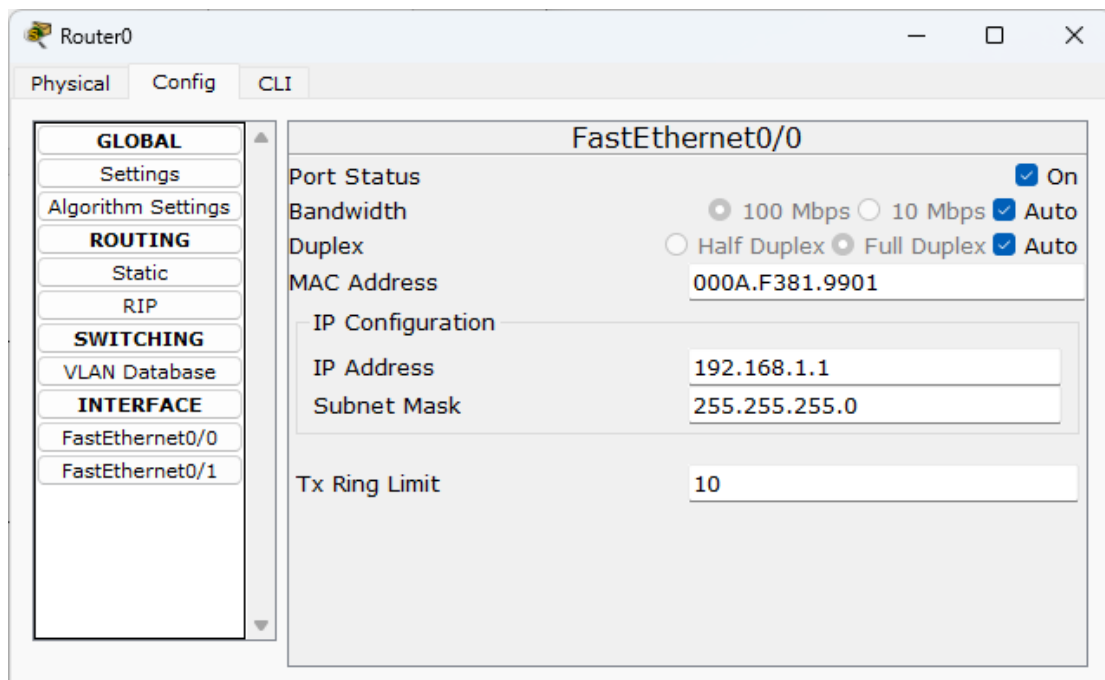 Router0
Physical Config CLI
GLOBAL
Settings
Algorithm Settings
ROUTING
Static
RIP
SWITCHING
VLAN Database
INTERFACE
FastEthernet0/0
FastEthernet0/1
FastEthernet0/0
Port Status On
Bandwidth 100 Mbps 10 Mbps Auto
Duplex Half Duplex Full Duplex Auto
MAC Address 000A.F381.9901
IP Configuration
IP Address 192.168.1.1
Subnet Mask 255.255.255.0
Tx Ring Limit 10